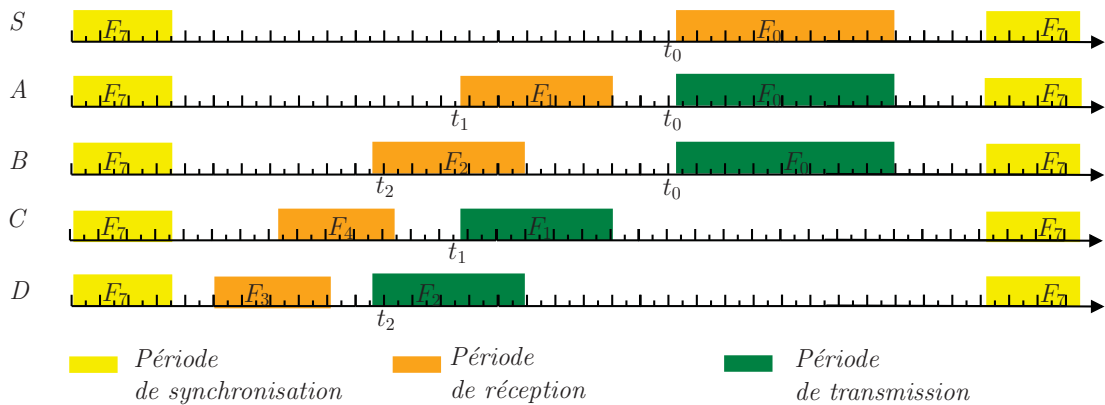 S F₇ F₀ F₇
t₀
A F₇ F₁ F₀ F₇
t₁ t₀
B F₇ F₂ F₀ F₇
t₂ t₀
C F₇ F₄ F₁ F₇
t₁
D F₇ F₃ F₂ F₇
t₂
Période
de synchronisation
Période
de réception
Période
de transmission